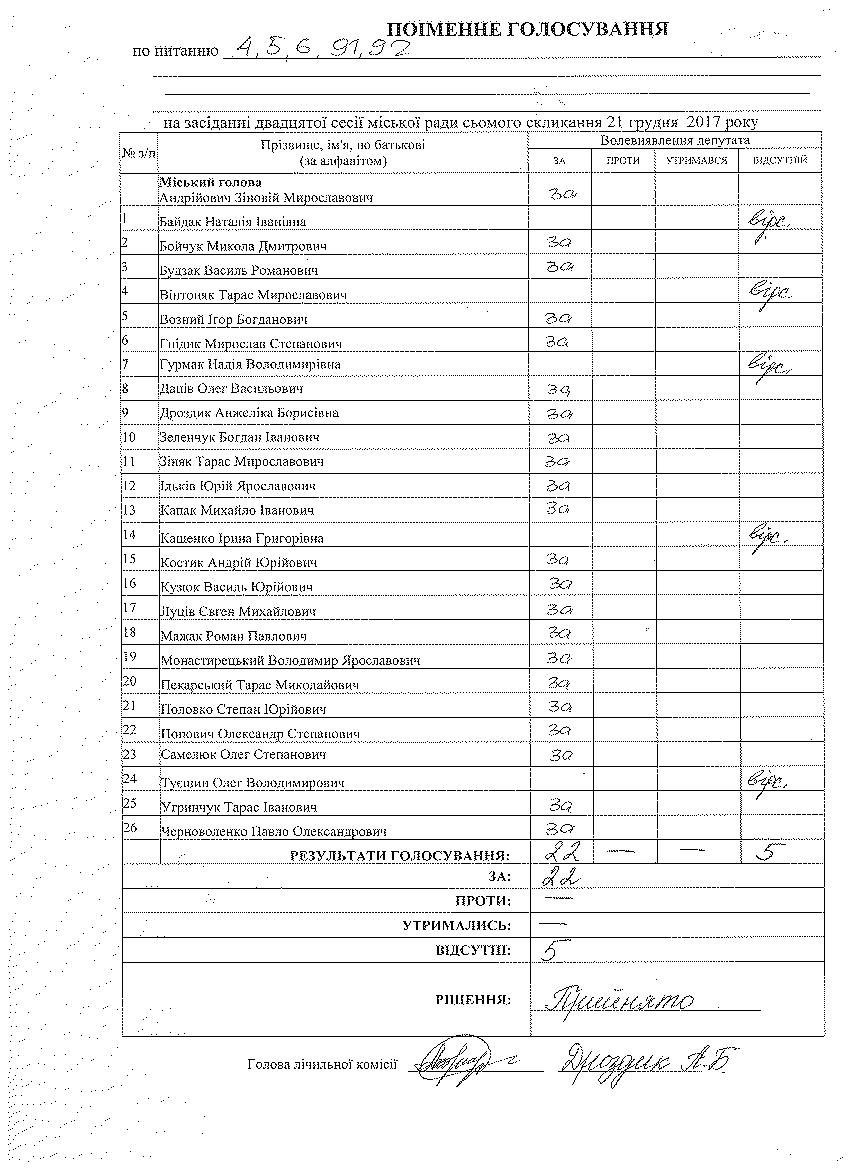 ПОІМЕННЕ ГОЛОСУВАННЯ
по питанню 4, 5, 6, 91, 92
на засіданні двадцятої сесії міської ради сьомого скликання 21 грудня 2017 року
№ з/п Прізвище, ім'я, по батькові (за алфавітом) Волевиявлення депутата
ЗА ПРОТИ УТРИМАВСЯ ВІДСУТНІЙ
Міський голова
Андрійович Зіновій Мирославович за
1 Байдак Наталія Іванівна відс.
2 Бойчук Микола Дмитрович за
3 Будзак Василь Романович за
4 Вінтоняк Тарас Мирославович відс.
5 Возний Ігор Богданович за
6 Гнідик Мирослав Степанович за
7 Гурмак Надія Володимирівна відс.
8 Даців Олег Васильович за
9 Дроздик Анжеліка Борисівна за
10 Зеленчук Богдан Іванович за
11 Зіняк Тарас Мирославович за
12 Ільків Юрій Ярославович за
13 Капак Михайло Іванович за
14 Кащенко Ірина Григорівна відс.
15 Костик Андрій Юрійович за
16 Кузюк Василь Юрійович за
17 Луців Євген Михайлович за
18 Мажак Роман Павлович за
19 Монастирецький Володимир Ярославович за
20 Пекарський Тарас Миколайович за
21 Половко Степан Юрійович за
22 Попович Олександр Степанович за
23 Самелюк Олег Степанович за
24 Туєшин Олег Володимирович відс.
25 Угринчук Тарас Іванович за
26 Черноволенко Павло Олександрович за
РЕЗУЛЬТАТИ ГОЛОСУВАННЯ: 22 — — 5
ЗА: 22
ПРОТИ: —
УТРИМАЛИСЬ: —
ВІДСУТНІ: 5
РІШЕННЯ: Прийнято
Голова лічильної комісії Дроздик А.Б